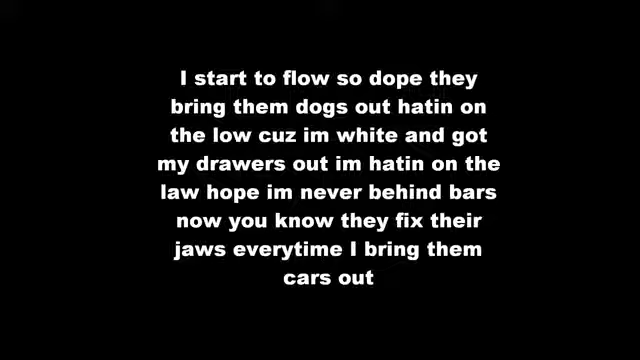 I start to flow so dope they
bring them dogs out hatin on
the low cuz im white and got
my drawers out im hatin on the
law hope im never behind bars
now you know they fix their
jaws everytime I bring them
cars out